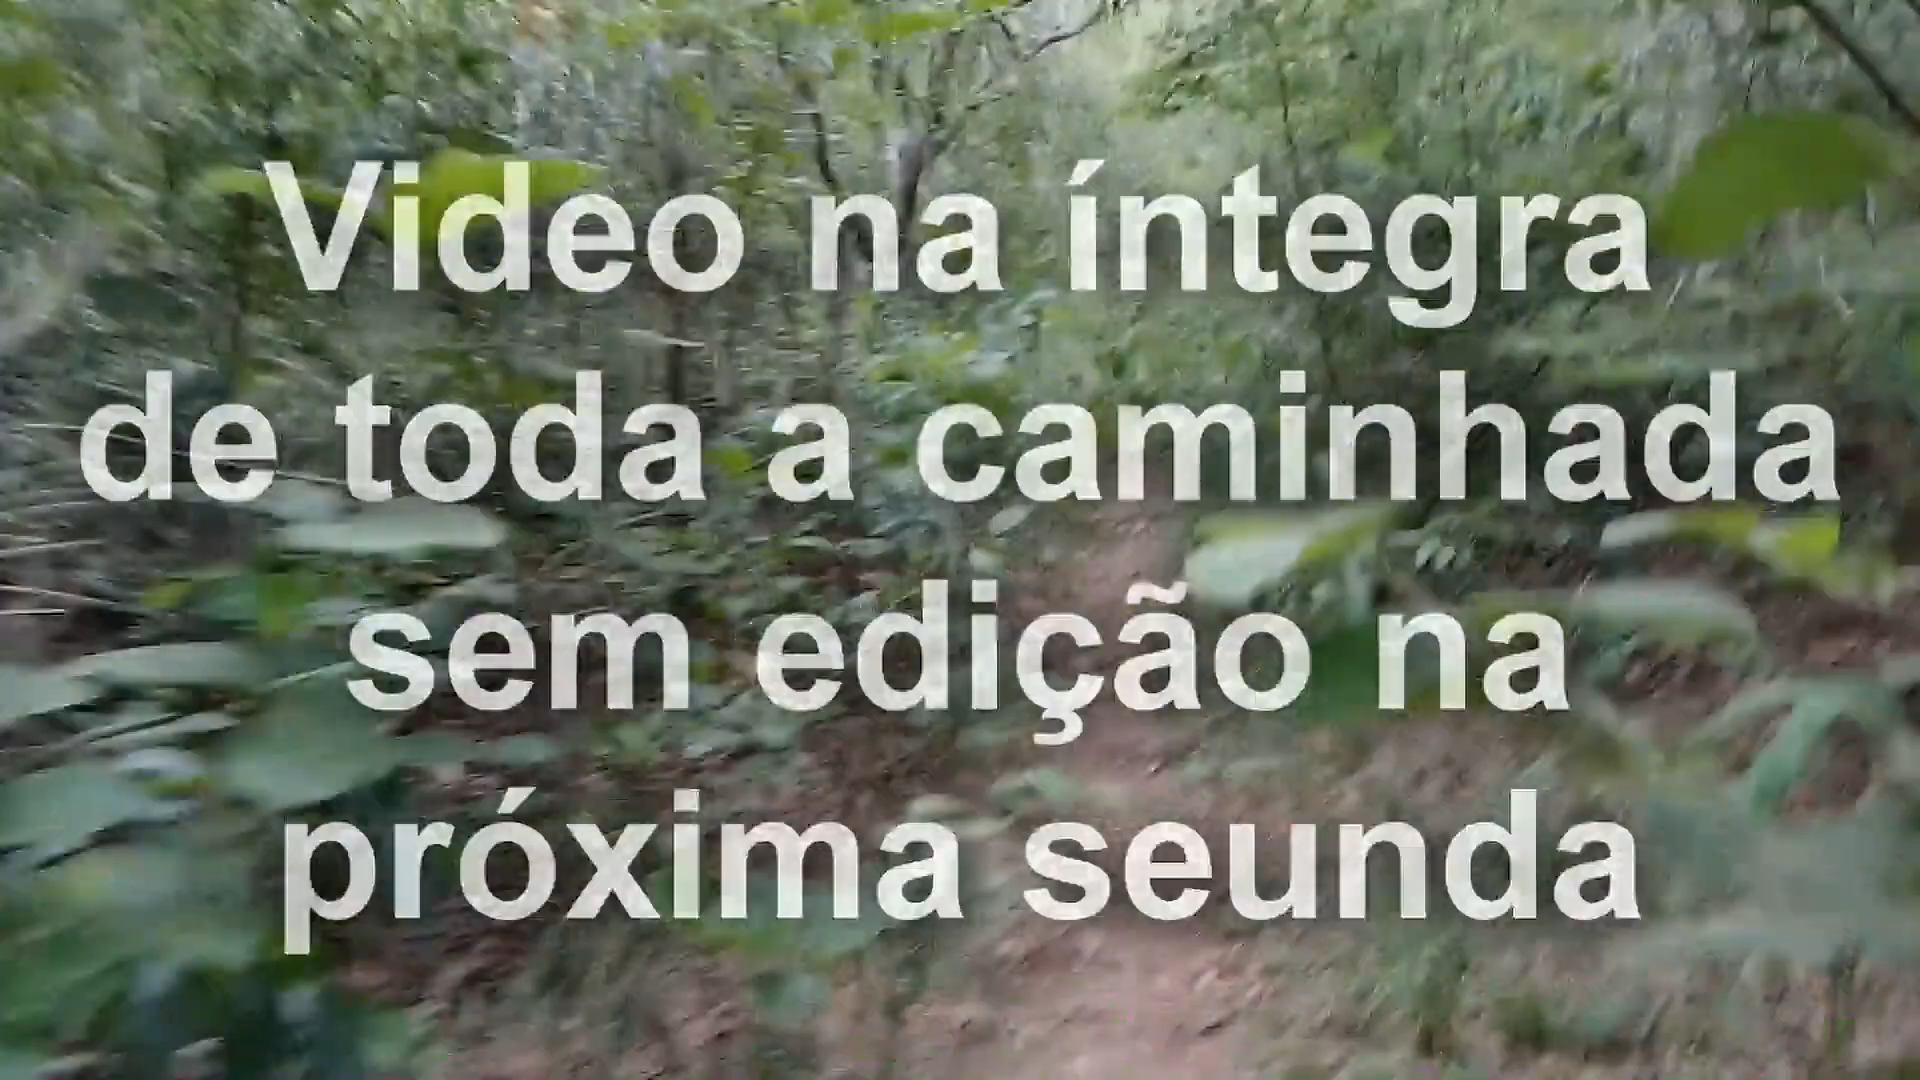 Video na íntegra
de toda a caminhada
sem edição na
próxima seunda